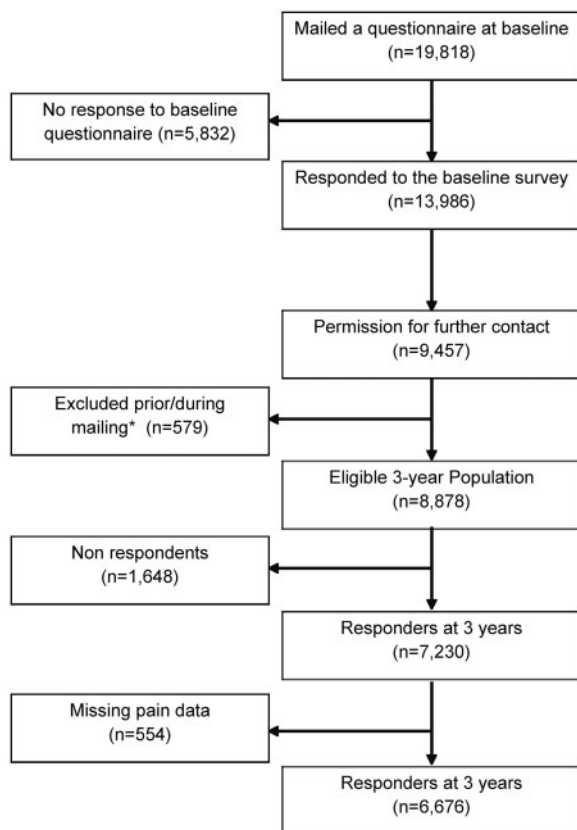 Mailed a questionnaire at baseline
(n=19,818)
No response to baseline
questionnaire (n=5,832)
Responded to the baseline survey
(n=13,986)
Permission for further contact
(n=9,457)
Excluded prior/during
mailing* (n=579)
Eligible 3-year Population
(n=8,878)
Non respondents
(n=1,648)
Responders at 3 years
(n=7,230)
Missing pain data
(n=554)
Responders at 3 years
(n=6,676)